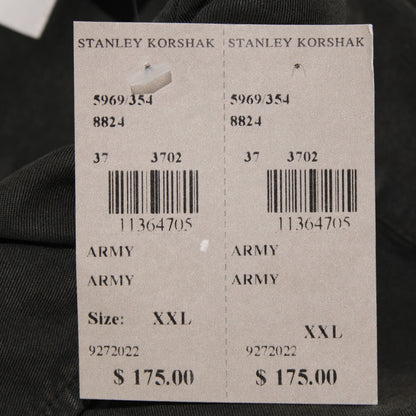 STANLEY KORSHAK STANLEY KORSHAK
5969/354 5969/354
8824 8824
37 3702 37 3702
11364705 11364705
ARMY ARMY
ARMY ARMY
Size: XXL XXL
9272022 9272022
$ 175.00 $ 175.00